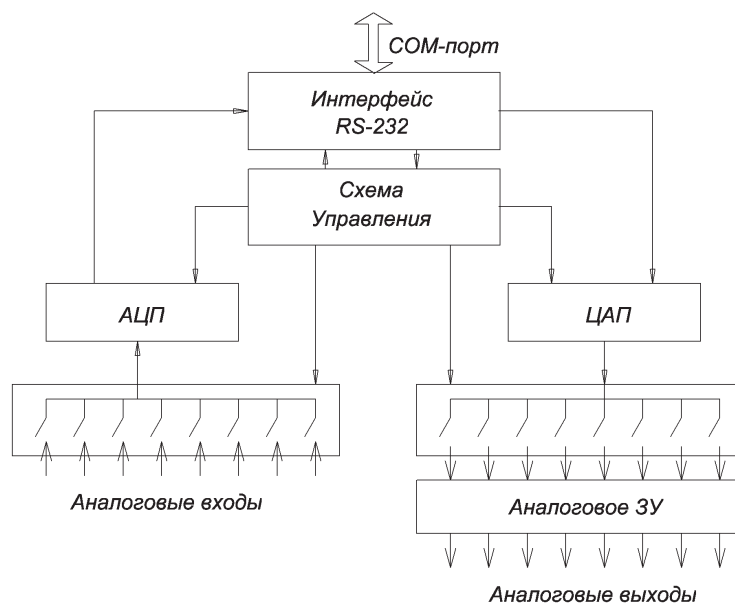 COM-порт
Интерфейс
RS-232
Схема
Управления
АЦП
ЦАП
Аналоговые входы
Аналоговое ЗУ
Аналоговые выходы